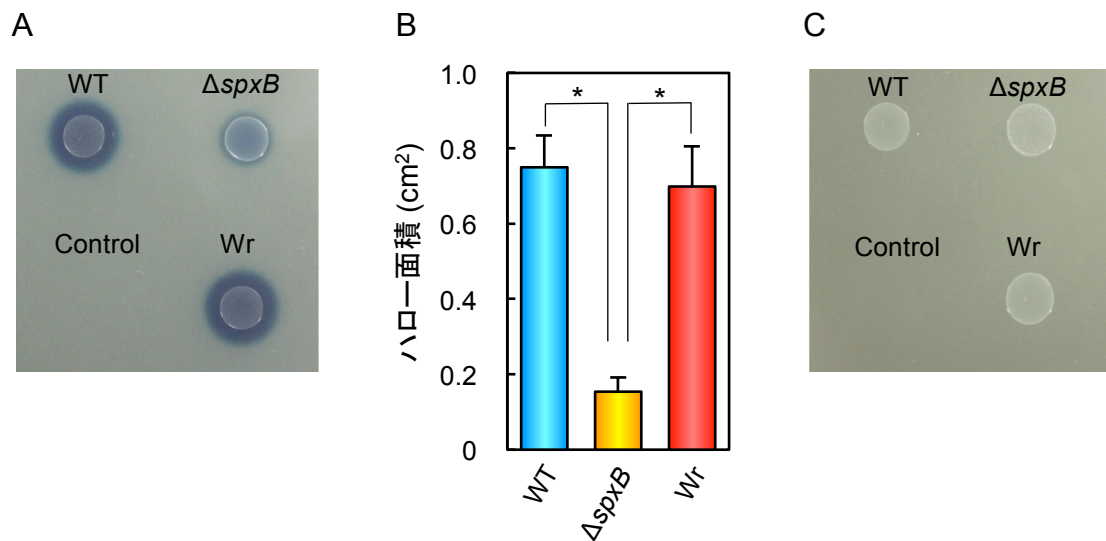 A
WT
ΔspxB
Control
Wr
B
ハロー面積 (cm²)
1.0
0.8
0.6
0.4
0.2
0
*
*
WT
ΔspxB
Wr
C
WT
ΔspxB
Control
Wr